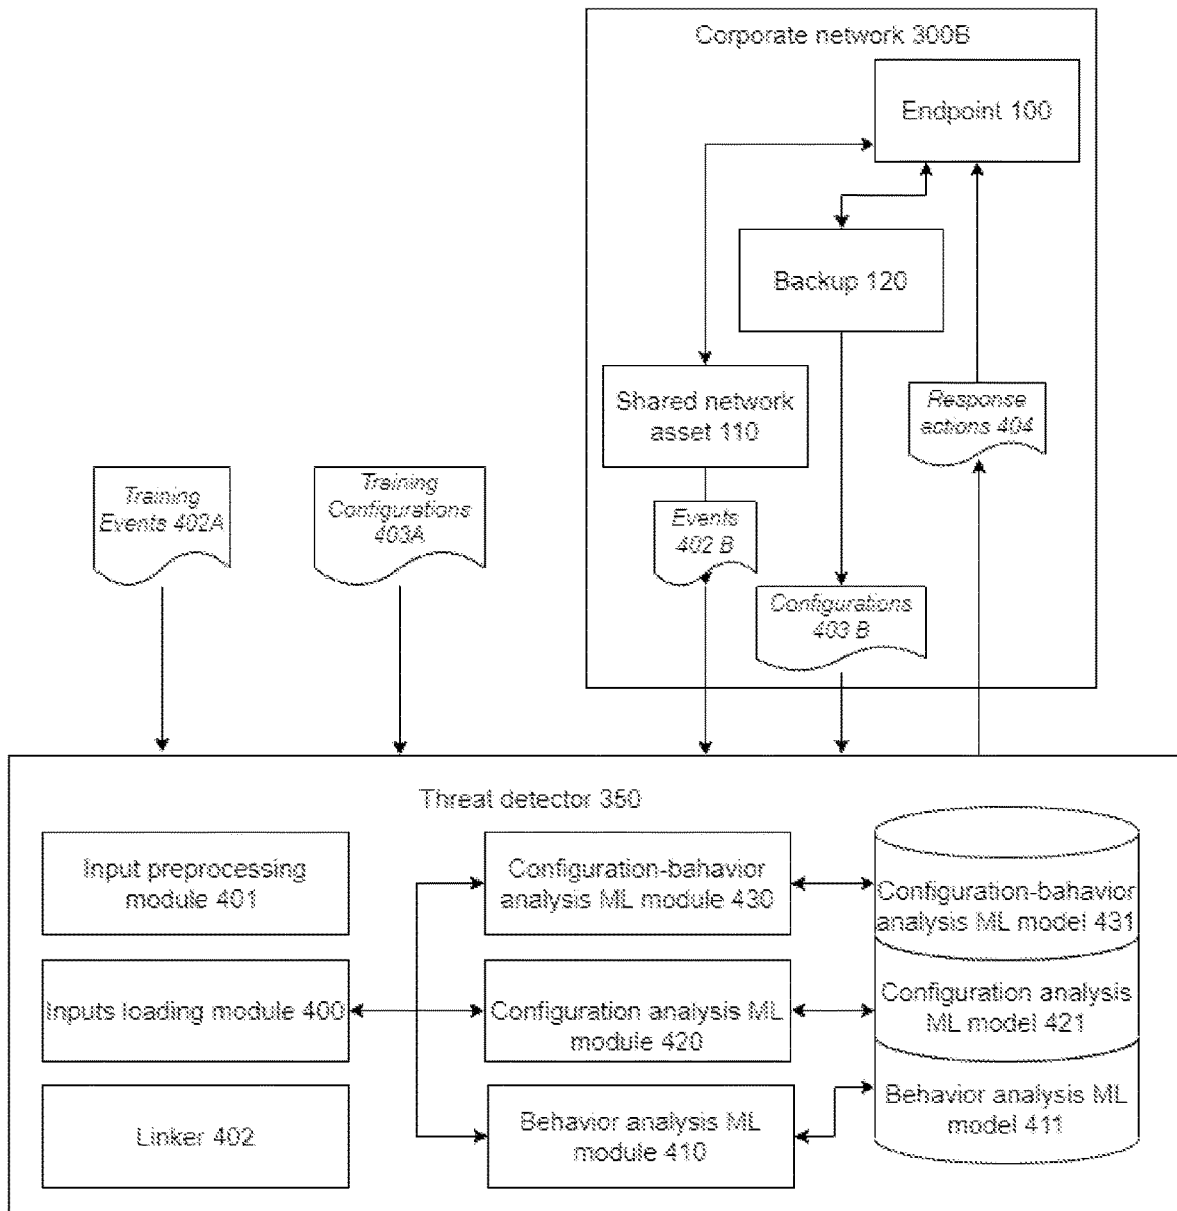 Corporate network 300B
Endpoint 100
Backup 120
Shared network
asset 110
Response
actions 404
Training
Events 402A
Training
Configurations
403A
Events
402 B
Configurations
403 B
Threat detector 350
Input preprocessing
module 401
Configuration-bahavior
analysis ML module 430
Configuration-bahavior
analysis ML model 431
Inputs loading module 400
Configuration analysis ML
module 420
Configuration analysis
ML model 421
Linker 402
Behavior analysis ML
module 410
Behavior analysis ML
model 411